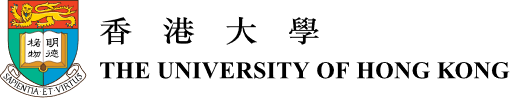 香港大學
THE UNIVERSITY OF HONG KONG
明德
格物
SAPIENTIA·ET·VIRTUS